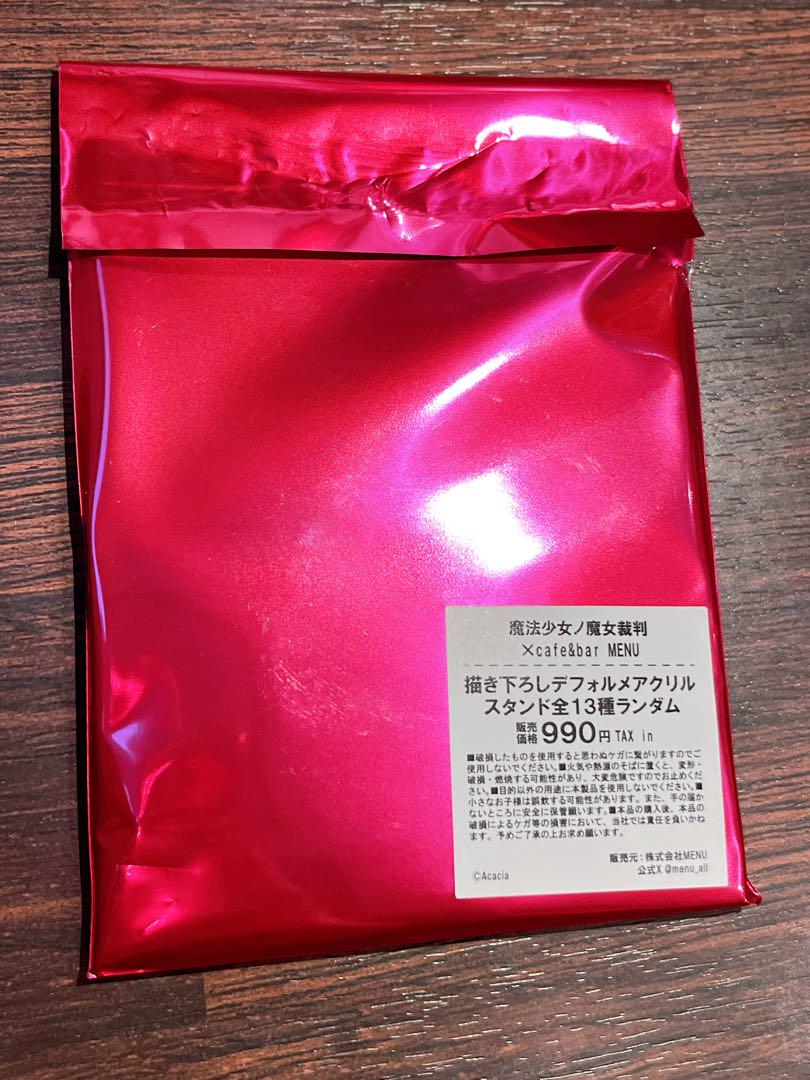 魔法少女ノ魔女裁判
×cafe&bar MENU
描き下ろしデフォルメアクリル
スタンド全13種ランダム
販売価格 990円 TAX in
■破損したものを使用すると思わぬケガに繋がりますのでご
使用しないでください。■火気や熱源のそばに置くと、変形・
破損・燃焼する可能性があり、大変危険ですのでお止めくだ
さい。■目的以外の用途に本製品を使用しないでください。■
小さなお子様は誤飲する可能性があります。また、手の届か
ないところに安全に保管願います。■本品の購入後、本品の
破損によるケガ等の損害において、当社では責任を負いかね
ます。予めご了承の上お求め願います。
販売元：株式会社MENU
©Acacia 公式X @menu_all